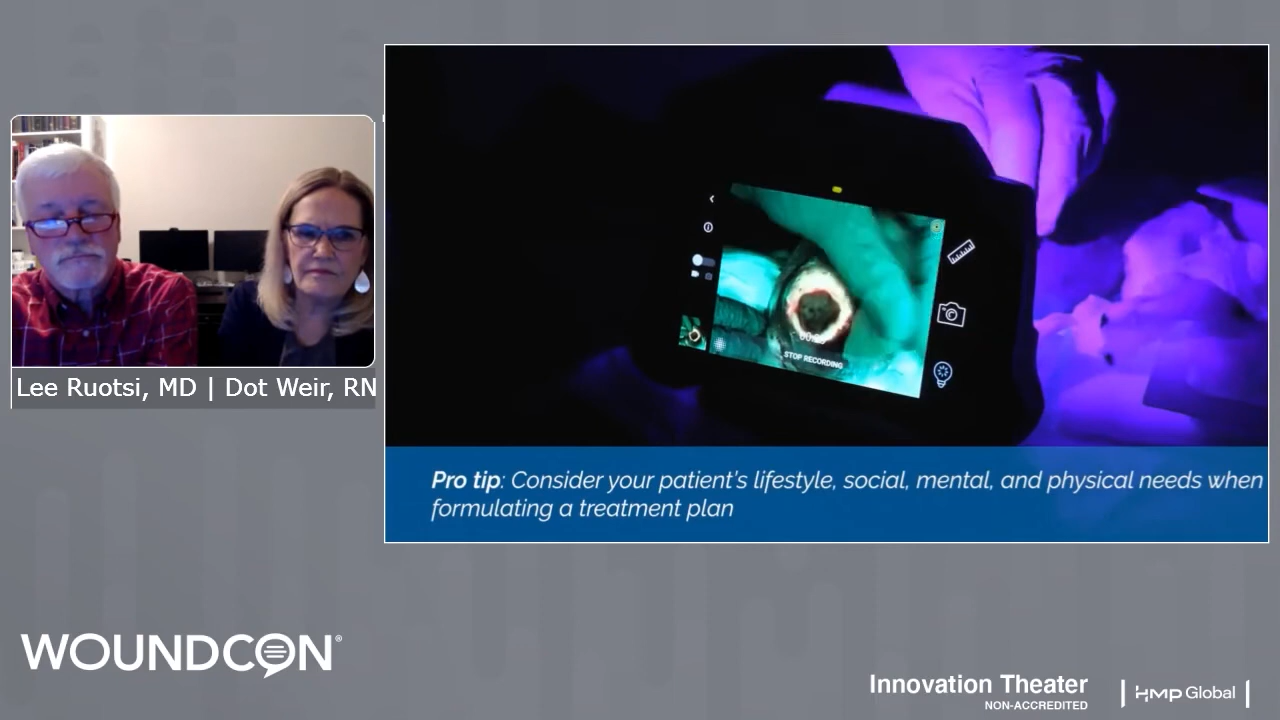 Lee Ruotsi, MD | Dot Weir, RN
STOP RECORDING
Pro tip: Consider your patient's lifestyle, social, mental, and physical needs when
formulating a treatment plan
WOUNDCON®
Innovation Theater
NON-ACCREDITED
HMP Global